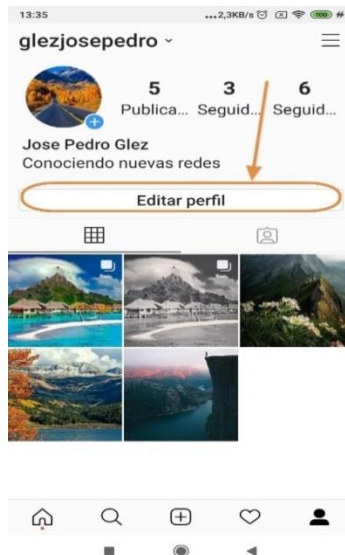 13:35 ...2,3KB/s 100
glezjosepedro
5 3 6
Publica... Seguid... Seguid...
Jose Pedro Glez
Conociendo nuevas redes
Editar perfil